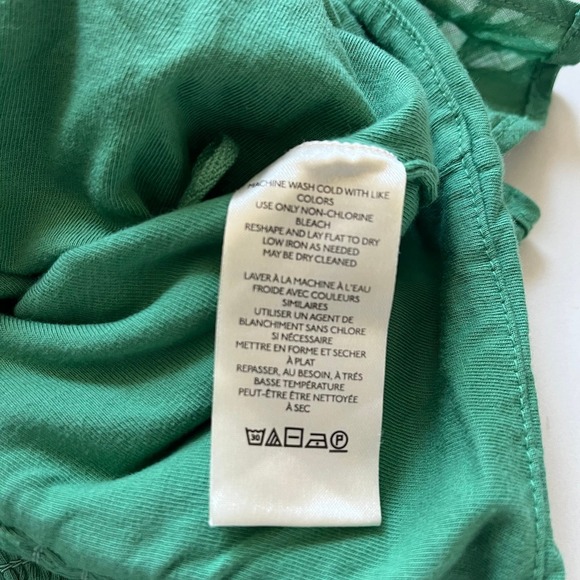 MACHINE WASH COLD WITH LIKE
COLORS
USE ONLY NON-CHLORINE
BLEACH
RESHAPE AND LAY FLAT TO DRY
LOW IRON AS NEEDED
MAY BE DRY CLEANED
LAVER À LA MACHINE À L'EAU
FROIDE AVEC COULEURS
SIMILAIRES
UTILISER UN AGENT DE
BLANCHIMENT SANS CHLORE
SI NÉCESSAIRE
METTRE EN FORME ET SECHER
À PLAT
REPASSER, AU BESOIN, À TRÉS
BASSE TEMPÉRATURE
PEUT-ÊTRE ÊTRE NETTOYÉE
À SEC
30 P